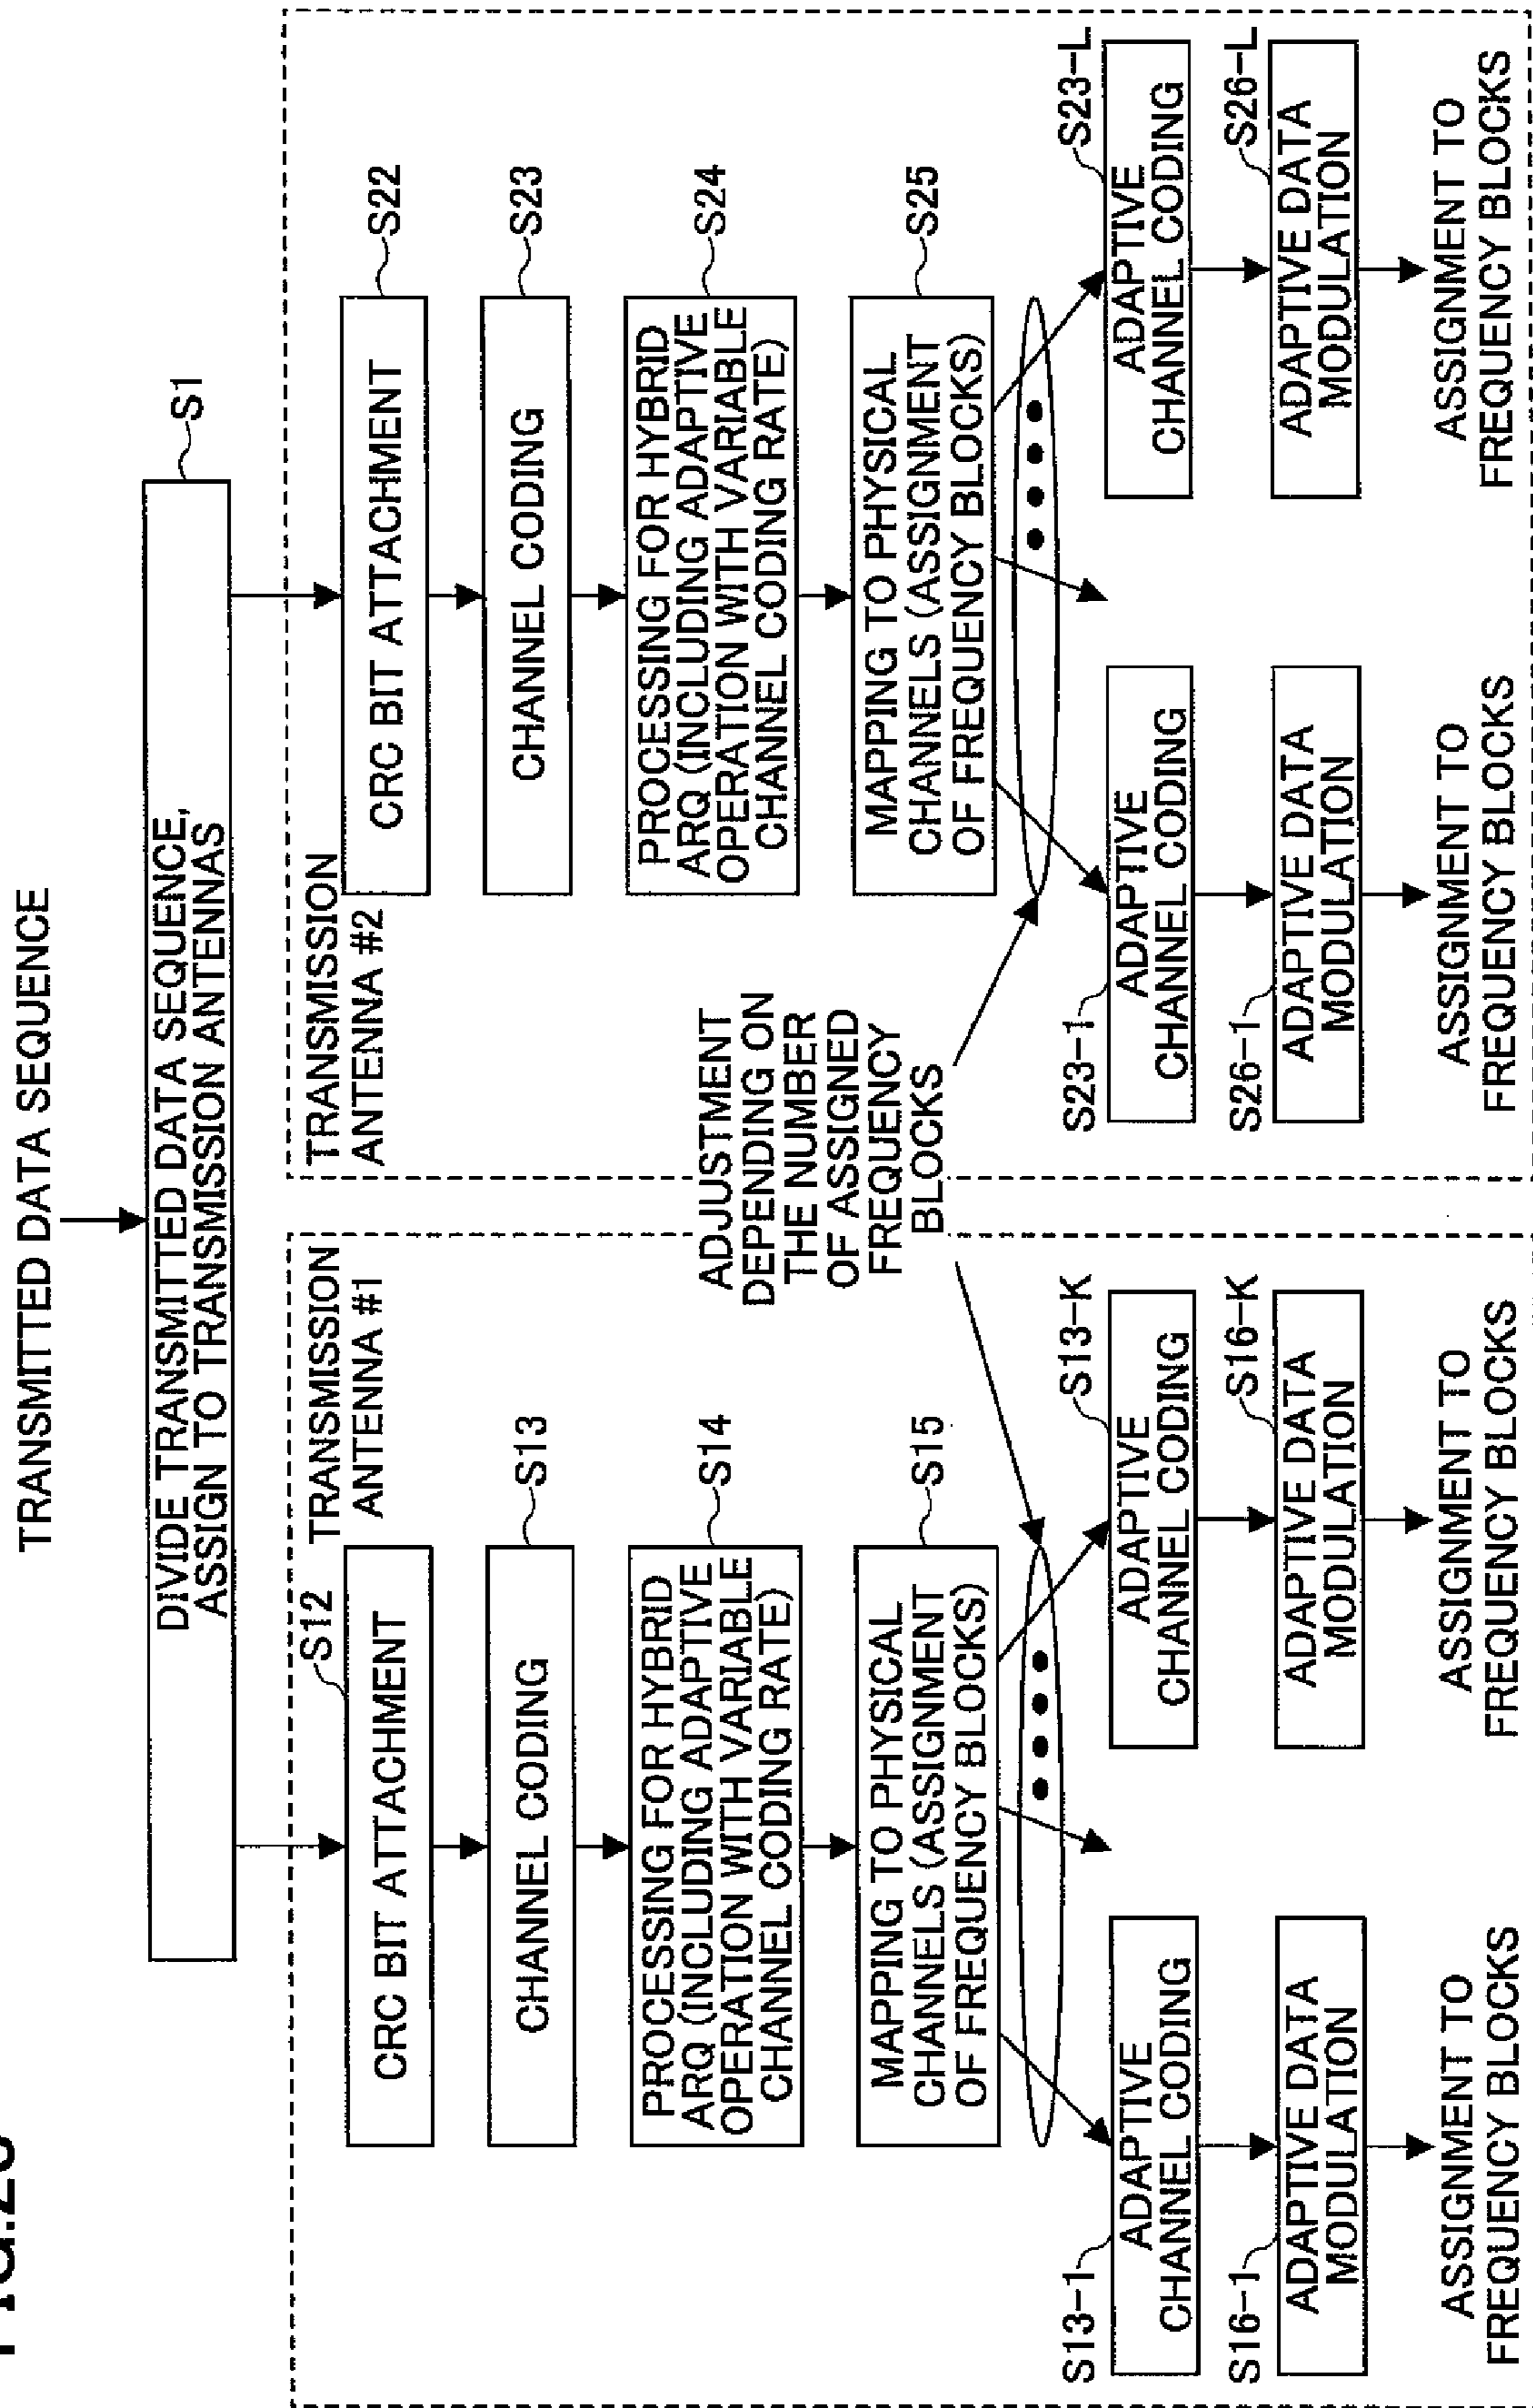 TRANSMITTED DATA SEQUENCE
S1
DIVIDE TRANSMITTED DATA SEQUENCE,
ASSIGN TO TRANSMISSION ANTENNAS
TRANSMISSION
ANTENNA #1
S12
CRC BIT ATTACHMENT
S13
CHANNEL CODING
S14
PROCESSING FOR HYBRID
ARQ (INCLUDING ADAPTIVE
OPERATION WITH VARIABLE
CHANNEL CODING RATE)
S15
MAPPING TO PHYSICAL
CHANNELS (ASSIGNMENT
OF FREQUENCY BLOCKS)
S13-1
ADAPTIVE
CHANNEL CODING
S16-1
ADAPTIVE DATA
MODULATION
ASSIGNMENT TO
FREQUENCY BLOCKS
S13-K
ADAPTIVE
CHANNEL CODING
S16-K
ADAPTIVE DATA
MODULATION
ASSIGNMENT TO
FREQUENCY BLOCKS
ADJUSTMENT
DEPENDING ON
THE NUMBER
OF ASSIGNED
FREQUENCY
BLOCKS
TRANSMISSION
ANTENNA #2
S22
CRC BIT ATTACHMENT
S23
CHANNEL CODING
S24
PROCESSING FOR HYBRID
ARQ (INCLUDING ADAPTIVE
OPERATION WITH VARIABLE
CHANNEL CODING RATE)
S25
MAPPING TO PHYSICAL
CHANNELS (ASSIGNMENT
OF FREQUENCY BLOCKS)
S23-1
ADAPTIVE
CHANNEL CODING
S26-1
ADAPTIVE DATA
MODULATION
ASSIGNMENT TO
FREQUENCY BLOCKS
S23-L
ADAPTIVE
CHANNEL CODING
S26-L
ADAPTIVE DATA
MODULATION
ASSIGNMENT TO
FREQUENCY BLOCKS